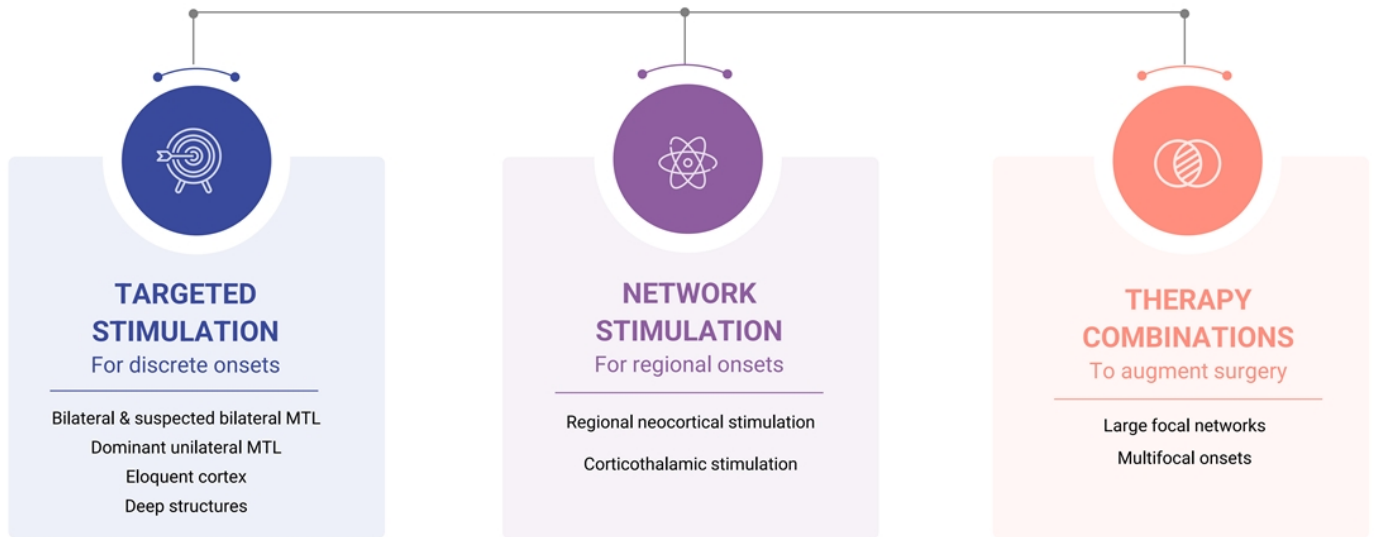 TARGETED
STIMULATION
For discrete onsets
Bilateral & suspected bilateral MTL
Dominant unilateral MTL
Eloquent cortex
Deep structures
NETWORK
STIMULATION
For regional onsets
Regional neocortical stimulation
Corticothalamic stimulation
THERAPY
COMBINATIONS
To augment surgery
Large focal networks
Multifocal onsets